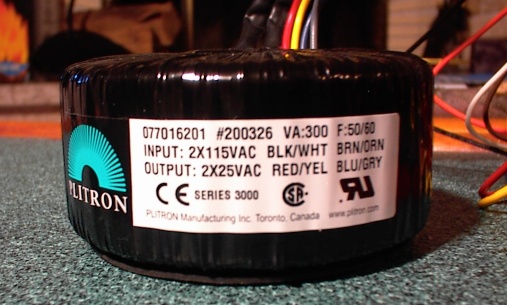 077016201 #200326 VA:300 F:50/60
INPUT: 2X115VAC BLK/WHT BRN/ORN
OUTPUT: 2X25VAC RED/YEL BLU/GRY
CE SERIES 3000 SA
PLITRON
PLITRON Manufacturing Inc. Toronto, Canada www.plitron.com